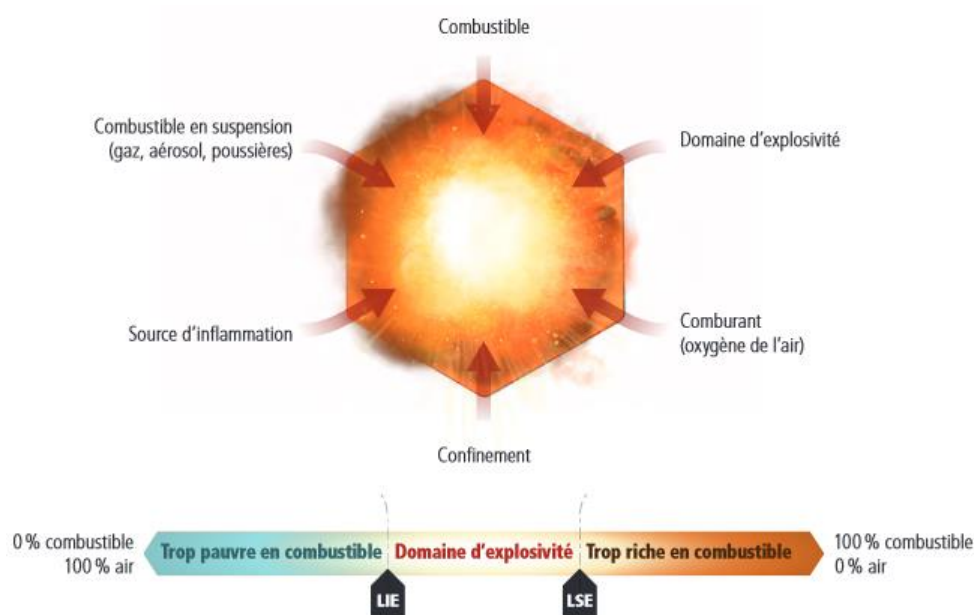 Combustible
Combustible en suspension
(gaz, aérosol, poussières)
Domaine d'explosivité
Source d'inflammation
Comburant
(oxygène de l'air)
Confinement
0 % combustible
100 % air
Trop pauvre en combustible
Domaine d'explosivité
Trop riche en combustible
100 % combustible
0 % air
LIE
LSE